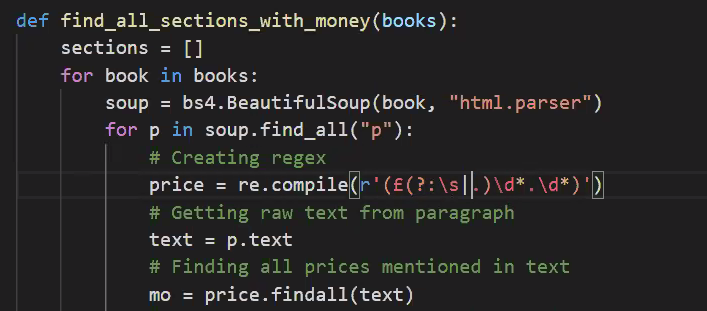 def find_all_sections_with_money(books):
    sections = []
    for book in books:
        soup = bs4.BeautifulSoup(book, "html.parser")
        for p in soup.find_all("p"):
            # Creating regex
            price = re.compile(r'(£(?:\s|.)\d*.\d*)')
            # Getting raw text from paragraph
            text = p.text
            # Finding all prices mentioned in text
            mo = price.findall(text)